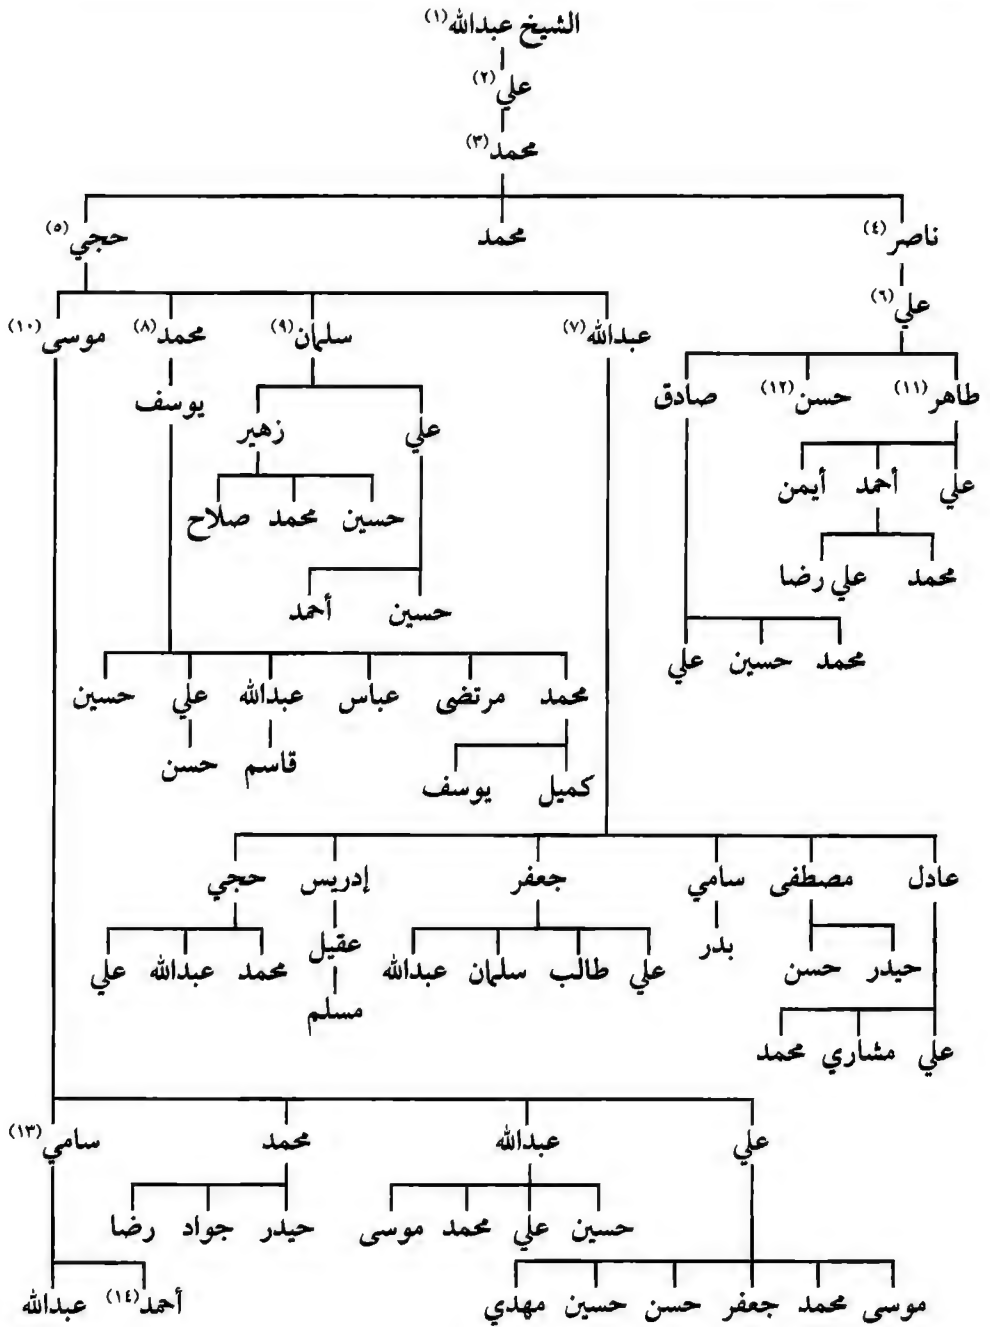 الشيخ عبدالله (١)
علي (٢)
محمد (٣)
ناصر (٤) محمد حجي (٥)
علي (٦)
عبدالله (٧) سلمان (٩) محمد (٨) موسى (١٠)
طاهر (١١) حسن (١٢) صادق
يوسف
علي زهير
علي أحمد أيمن
حسين محمد صلاح
محمد علي رضا
حسين أحمد
محمد حسين علي
محمد مرتضى عباس عبدالله علي حسين
قاسم حسن
كميل يوسف
عادل مصطفى سامي جعفر إدريس حجي
بدر عقيل
حيدر حسن علي طالب سلمان عبدالله محمد عبدالله علي
مسلم
علي مشاري محمد
علي عبدالله محمد سامي (١٣)
حسين علي محمد موسى حيدر جواد رضا
موسى محمد جعفر حسن حسين مهدي أحمد (١٤) عبدالله